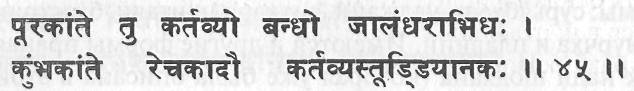 पूरकांते तु कर्तव्यो बन्धो जालंधराभिधः ।
कुंभकांते रेचकादौ कर्तव्यस्तूड्डियानकः ॥ ४५ ॥